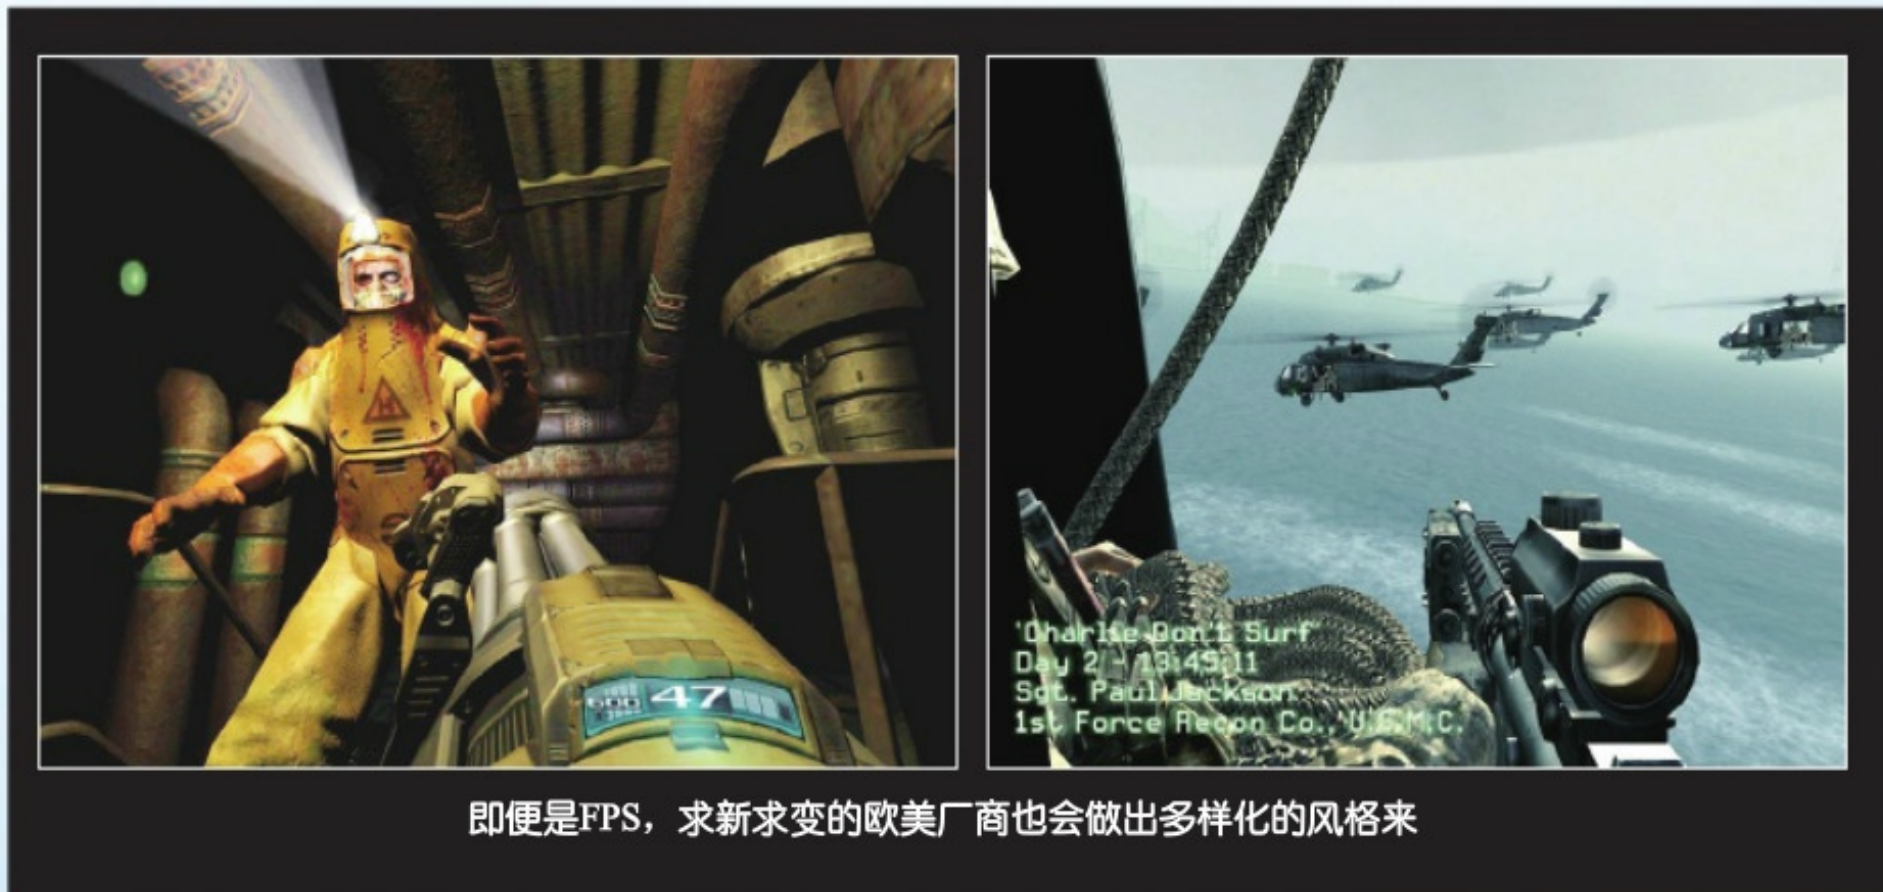 600 47
'Charlie Don't Surf'
Day 2 - 13:45:11
Sgt. Paul Jackson
1st Force Recon Co., U.S.M.C.
即便是FPS，求新求变的欧美厂商也会做出多样化的风格来